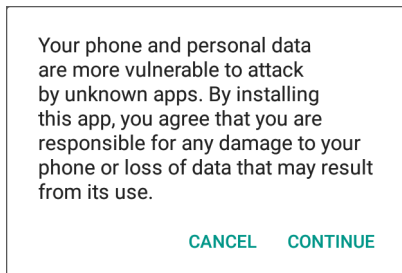 Your phone and personal data
are more vulnerable to attack
by unknown apps. By installing
this app, you agree that you are
responsible for any damage to your
phone or loss of data that may result
from its use.
CANCEL CONTINUE